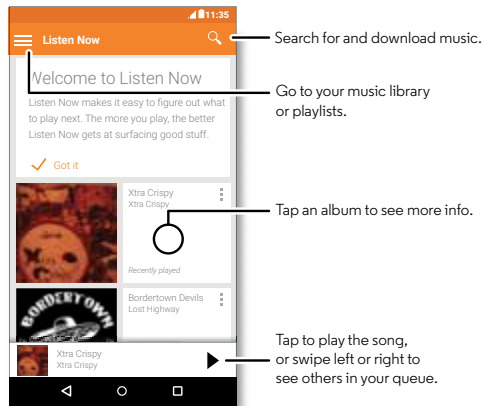 11:35
Listen Now
Search for and download music.
Welcome to Listen Now
Listen Now makes it easy to figure out what
to play next. The more you play, the better
Listen Now gets at surfacing good stuff.
Got it
Go to your music library
or playlists.
Xtra Crispy
Xtra Crispy
Recently played
Tap an album to see more info.
XC
BORDERTOWN
Bordertown Devils
Lost Highway
Xtra Crispy
Xtra Crispy
Tap to play the song,
or swipe left or right to
see others in your queue.